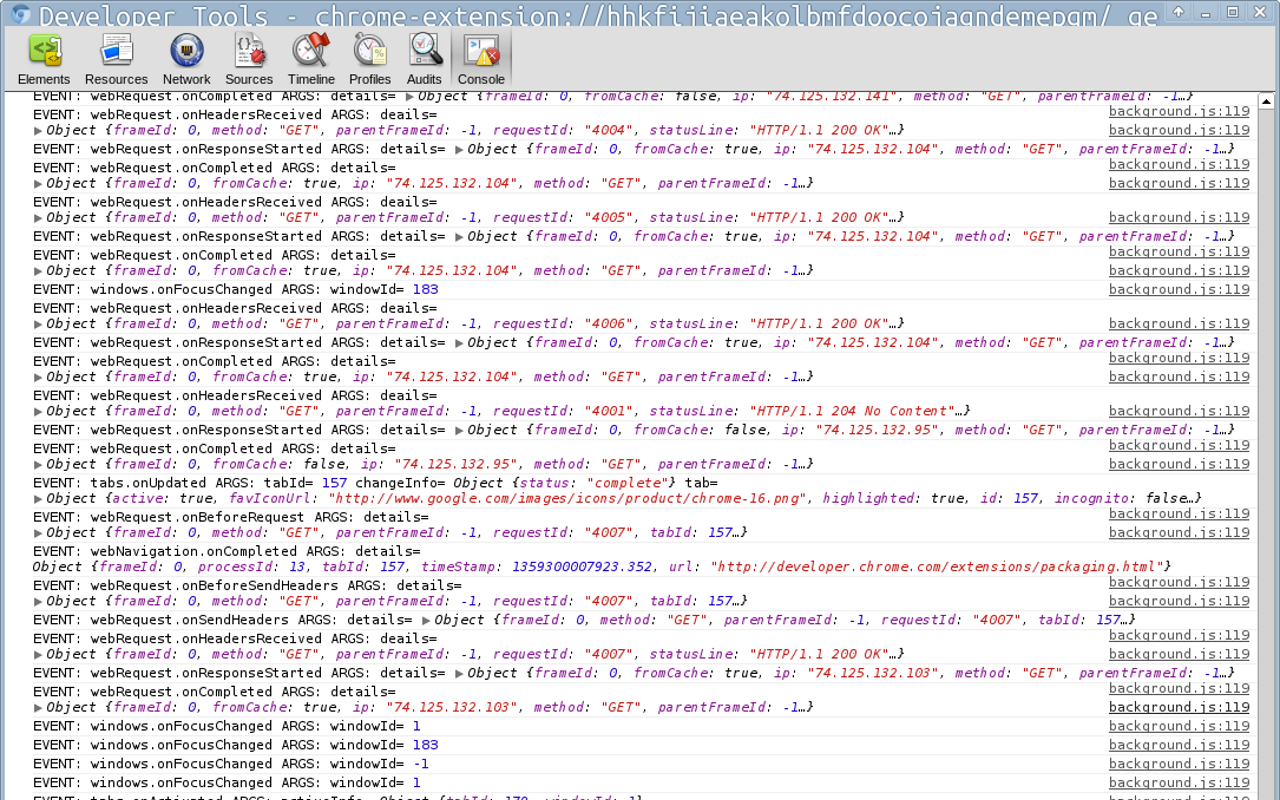 Developer Tools - chrome-extension://hhkfijiaeakolbmfdoocojagndemepgm/_ge
Elements Resources Network Sources Timeline Profiles Audits Console
EVENT: webRequest.onCompleted ARGS: details= ▶Object {frameId: 0, fromCache: false, ip: "74.125.132.141", method: "GET", parentFrameId: -1…}
EVENT: webRequest.onHeadersReceived ARGS: deails= background.js:119
▶Object {frameId: 0, method: "GET", parentFrameId: -1, requestId: "4004", statusLine: "HTTP/1.1 200 OK"…} background.js:119
EVENT: webRequest.onResponseStarted ARGS: details= ▶Object {frameId: 0, fromCache: true, ip: "74.125.132.104", method: "GET", parentFrameId: -1…}
EVENT: webRequest.onCompleted ARGS: details= background.js:119
▶Object {frameId: 0, fromCache: true, ip: "74.125.132.104", method: "GET", parentFrameId: -1…} background.js:119
EVENT: webRequest.onHeadersReceived ARGS: deails=
▶Object {frameId: 0, method: "GET", parentFrameId: -1, requestId: "4005", statusLine: "HTTP/1.1 200 OK"…} background.js:119
EVENT: webRequest.onResponseStarted ARGS: details= ▶Object {frameId: 0, fromCache: true, ip: "74.125.132.104", method: "GET", parentFrameId: -1…}
EVENT: webRequest.onCompleted ARGS: details= background.js:119
▶Object {frameId: 0, fromCache: true, ip: "74.125.132.104", method: "GET", parentFrameId: -1…} background.js:119
EVENT: windows.onFocusChanged ARGS: windowId= 183 background.js:119
EVENT: webRequest.onHeadersReceived ARGS: deails=
▶Object {frameId: 0, method: "GET", parentFrameId: -1, requestId: "4006", statusLine: "HTTP/1.1 200 OK"…} background.js:119
EVENT: webRequest.onResponseStarted ARGS: details= ▶Object {frameId: 0, fromCache: true, ip: "74.125.132.104", method: "GET", parentFrameId: -1…}
EVENT: webRequest.onCompleted ARGS: details= background.js:119
▶Object {frameId: 0, fromCache: true, ip: "74.125.132.104", method: "GET", parentFrameId: -1…} background.js:119
EVENT: webRequest.onHeadersReceived ARGS: deails=
▶Object {frameId: 0, method: "GET", parentFrameId: -1, requestId: "4001", statusLine: "HTTP/1.1 204 No Content"…} background.js:119
EVENT: webRequest.onResponseStarted ARGS: details= ▶Object {frameId: 0, fromCache: false, ip: "74.125.132.95", method: "GET", parentFrameId: -1…}
EVENT: webRequest.onCompleted ARGS: details= background.js:119
▶Object {frameId: 0, fromCache: false, ip: "74.125.132.95", method: "GET", parentFrameId: -1…} background.js:119
EVENT: tabs.onUpdated ARGS: tabId= 157 changeInfo= Object {status: "complete"} tab=
▶Object {active: true, favIconUrl: "http://www.google.com/images/icons/product/chrome-16.png", highlighted: true, id: 157, incognito: false…}
EVENT: webRequest.onBeforeRequest ARGS: details= background.js:119
▶Object {frameId: 0, method: "GET", parentFrameId: -1, requestId: "4007", tabId: 157…} background.js:119
EVENT: webNavigation.onCompleted ARGS: details=
Object {frameId: 0, processId: 13, tabId: 157, timeStamp: 1359300007923.352, url: "http://developer.chrome.com/extensions/packaging.html"}
EVENT: webRequest.onBeforeSendHeaders ARGS: details= background.js:119
▶Object {frameId: 0, method: "GET", parentFrameId: -1, requestId: "4007", tabId: 157…} background.js:119
EVENT: webRequest.onSendHeaders ARGS: details= ▶Object {frameId: 0, method: "GET", parentFrameId: -1, requestId: "4007", tabId: 157…}
EVENT: webRequest.onHeadersReceived ARGS: deails= background.js:119
▶Object {frameId: 0, method: "GET", parentFrameId: -1, requestId: "4007", statusLine: "HTTP/1.1 200 OK"…} background.js:119
EVENT: webRequest.onResponseStarted ARGS: details= ▶Object {frameId: 0, fromCache: true, ip: "74.125.132.103", method: "GET", parentFrameId: -1…}
EVENT: webRequest.onCompleted ARGS: details= background.js:119
▶Object {frameId: 0, fromCache: true, ip: "74.125.132.103", method: "GET", parentFrameId: -1…} background.js:119
EVENT: windows.onFocusChanged ARGS: windowId= 1 background.js:119
EVENT: windows.onFocusChanged ARGS: windowId= 183 background.js:119
EVENT: windows.onFocusChanged ARGS: windowId= -1 background.js:119
EVENT: windows.onFocusChanged ARGS: windowId= 1 background.js:119
EVENT: tabs.onActivated ARGS: activeInfo= Object {tabId: 170, windowId: 1} background.js:119